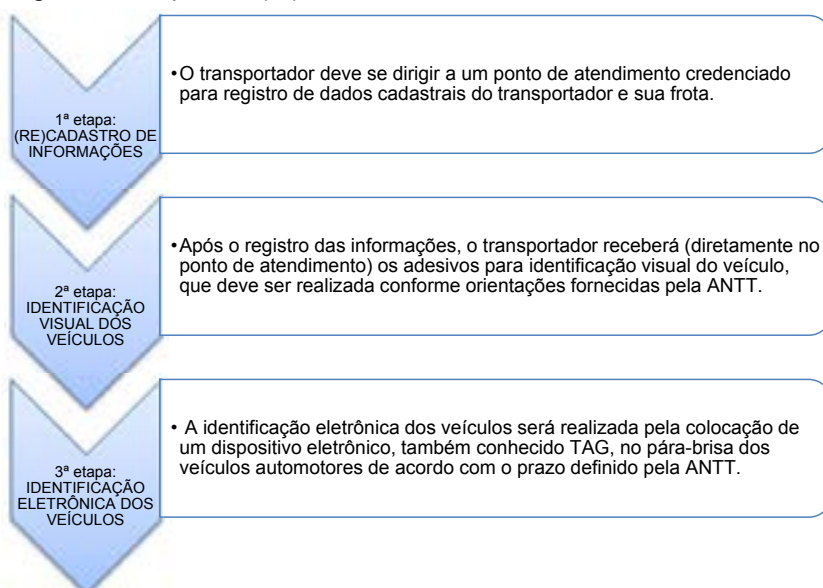 1ª etapa:
(RE)CADASTRO DE
INFORMAÇÕES
•O transportador deve se dirigir a um ponto de atendimento credenciado
para registro de dados cadastrais do transportador e sua frota.
2ª etapa:
IDENTIFICAÇÃO
VISUAL DOS
VEÍCULOS
•Após o registro das informações, o transportador receberá (diretamente no
ponto de atendimento) os adesivos para identificação visual do veículo,
que deve ser realizada conforme orientações fornecidas pela ANTT.
3ª etapa:
IDENTIFICAÇÃO
ELETRÔNICA DOS
VEÍCULOS
• A identificação eletrônica dos veículos será realizada pela colocação de
um dispositivo eletrônico, também conhecido TAG, no pára-brisa dos
veículos automotores de acordo com o prazo definido pela ANTT.